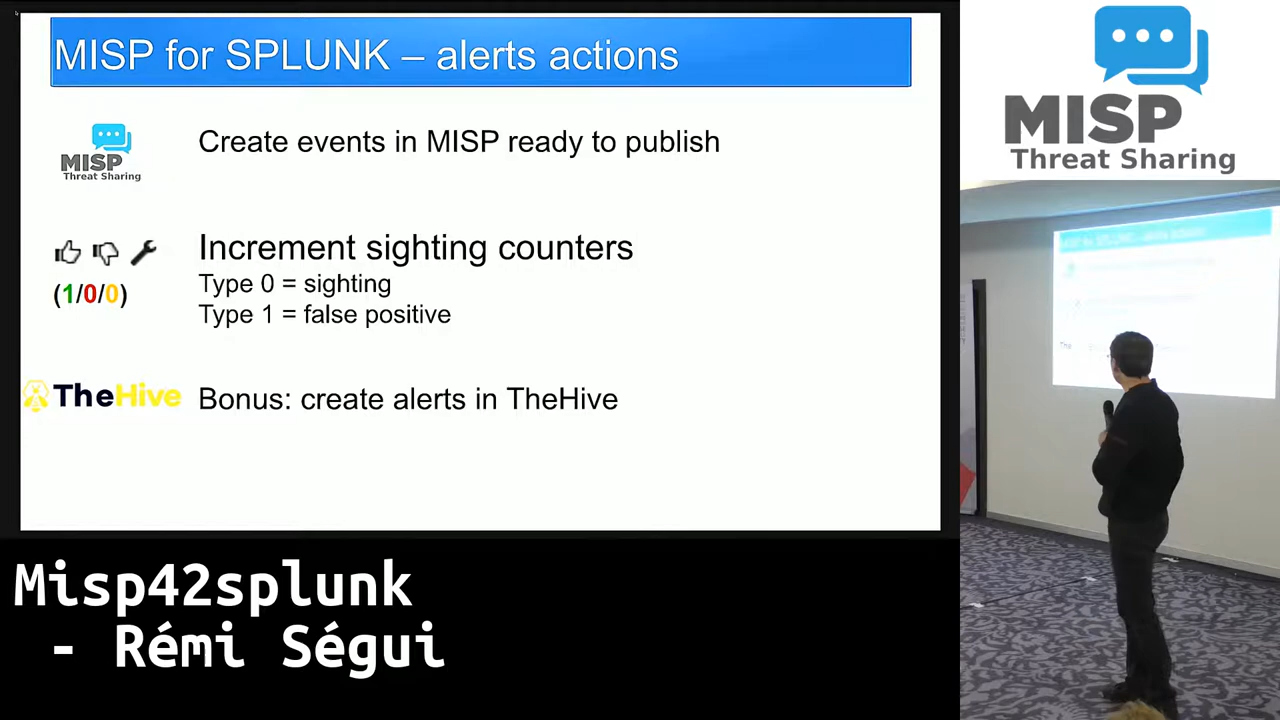 MISP for SPLUNK – alerts actions
MISP
Threat Sharing
Create events in MISP ready to publish
(1/0/0)
Increment sighting counters
Type 0 = sighting
Type 1 = false positive
TheHive
Bonus: create alerts in TheHive
Misp42splunk
- Rémi Ségui
MISP
Threat Sharing